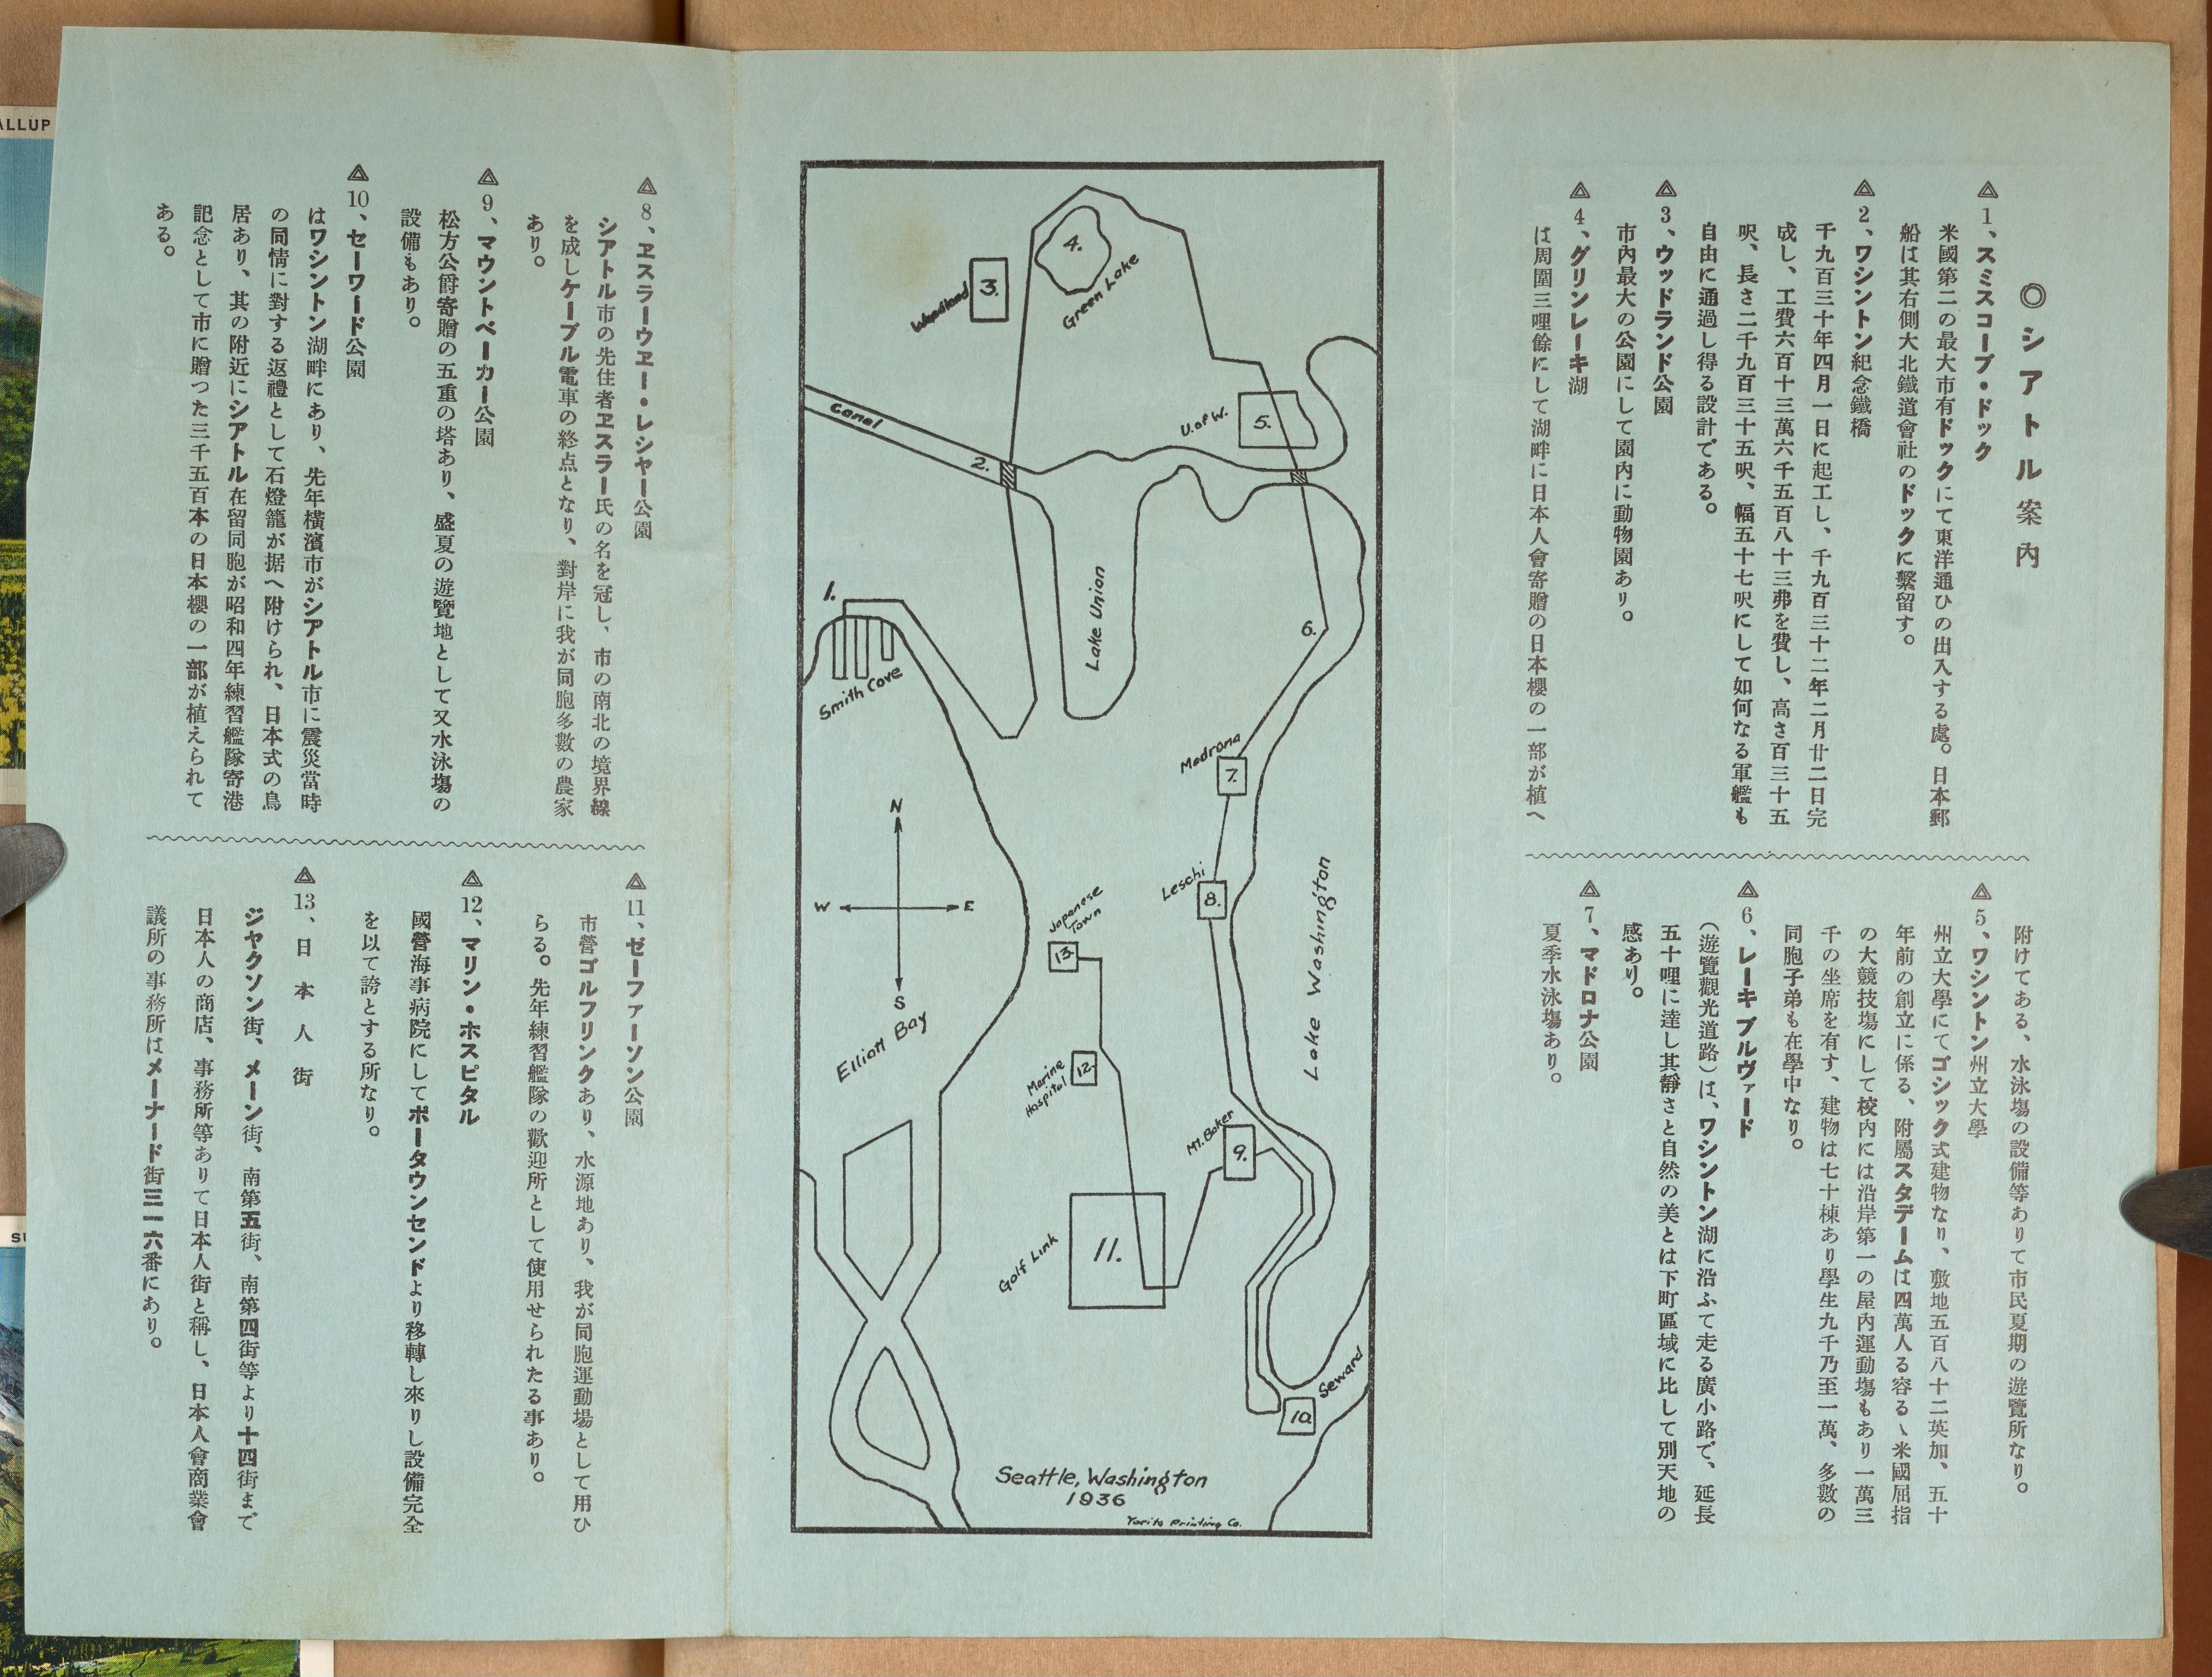 ◎シアトル案內
◬1、スミスコーブ・ドック
米國第二の最大市有ドックにて東洋通ひの出入する處。日本郵
船は其右側大北鐵道會社のドックに繫留す。
◬2、ワシントン紀念鐵橋
千九百三十年四月一日に起工し、千九百三十二年二月廿二日完
成し、工費六百十三萬六千五百八十三弗を費し、高さ百三十五
呎、長さ二千九百三十五呎、幅五十七呎にして如何なる軍艦も
自由に通過し得る設計である。
◬3、ウッドランド公園
市內最大の公園にして園內に動物園あり。
◬4、グリンレーキ湖
は周圍三哩餘にして湖畔に日本人會寄贈の日本櫻の一部が植へ
附けてある、水泳塲の設備等ありて市民夏期の遊覽所なり。
◬5、ワシントン州立大學
州立大學にてゴシック式建物なり、敷地五百八十二英加、五十
年前の創立に係る、附屬スタデームは四萬人る容るゝ米國屈指
の大競技塲にして校內には沿岸第一の屋內運動塲もあり一萬三
千の坐席を有す、建物は七十棟あり學生九千乃至一萬、多數の
同胞子弟も在學中なり。
◬6、レーキブルヴァード
(遊覽觀光道路)は、ワシントン湖に沿ふて走る廣小路で、延長
五十哩に達し其靜さと自然の美とは下町區域に比して別天地の
感あり。
◬7、マドロナ公園
夏季水泳塲あり。
3.
Woodland
4.
Green Lake
Canal
2.
U. of W.
5.
1.
Smith Cove
Lake Union
6.
Madrona
7.
Leschi
8.
Lake Washington
N
W
E
S
Elliott Bay
Japanese
Town
13.
Marine
Hospital
12.
Mt. Baker
9.
Golf Link
11.
Seward
10.
Seattle, Washington
1936
Yorita Printing Co.
◬8、ヱスラーウヱー・レシヤー公園
シアトル市の先住者ヱスラー氏の名を冠し、市の南北の境界線
を成しケーブル電車の終点となり、對岸に我が同胞多數の農家
あり。
◬9、マウントベーカー公園
松方公爵寄贈の五重の塔あり、盛夏の遊覽地として又水泳塲の
設備もあり。
◬10、セーワード公園
はワシントン湖畔にあり、先年橫濱市がシアトル市に震災當時
の同情に對する返禮として石燈籠が据へ附けられ、日本式の鳥
居あり、其の附近にシアトル在留同胞が昭和四年練習艦隊寄港
記念として市に贈つた三千五百本の日本櫻の一部が植えられて
ある。
◬11、ゼーファーソン公園
市營ゴルフリンクあり、水源地あり、我が同胞運動場として用ひ
らる。先年練習艦隊の歡迎所として使用せられたる事あり。
◬12、マリン・ホスピタル
國營海事病院にしてポータウンセンドより移轉し來りし設備完全
を以て誇とする所なり。
◬13、日本人街
ジヤクソン街、メーン街、南第五街、南第四街等より十四街まで
日本人の商店、事務所等ありて日本人街と稱し、日本人會商業會
議所の事務所はメーナード街三一六番にあり。
ALLUP
SU